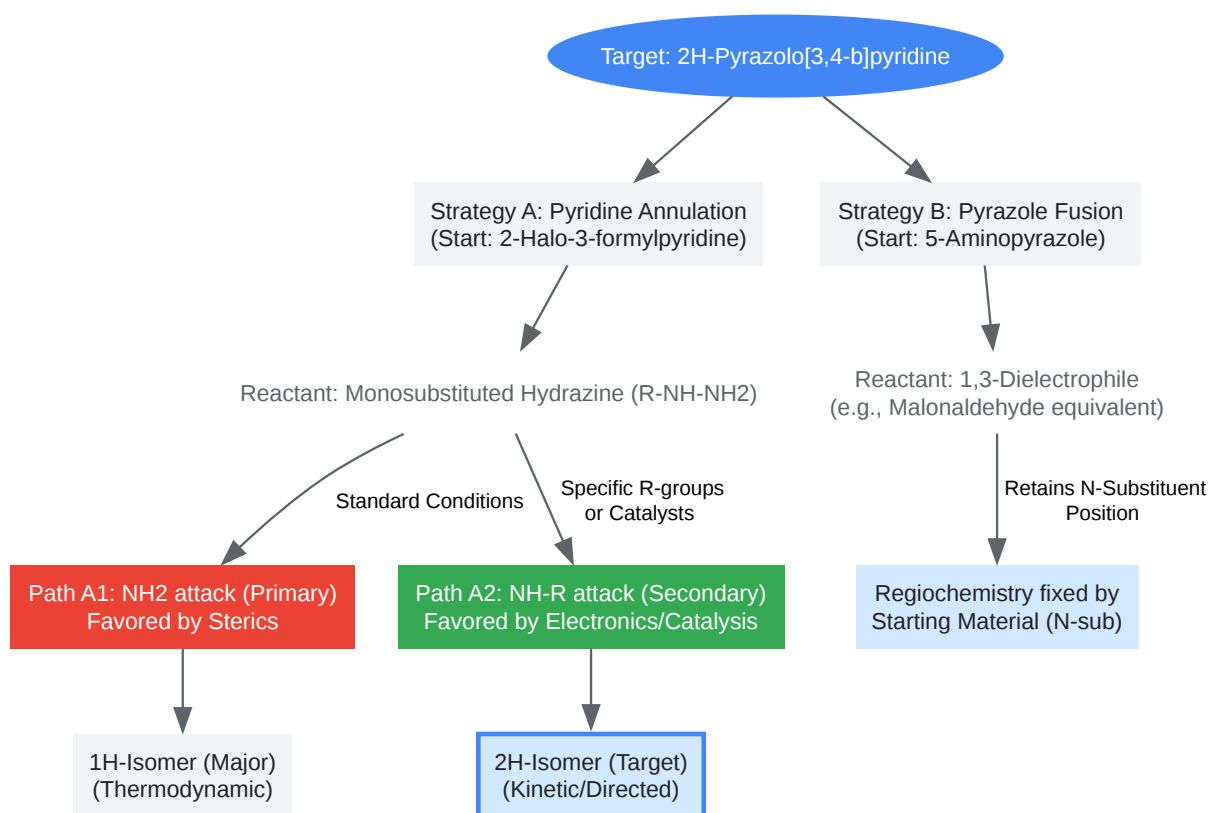 Target: 2H-Pyrazolo[3,4-b]pyridine
Strategy A: Pyridine Annulation
(Start: 2-Halo-3-formylpyridine)
Strategy B: Pyrazole Fusion
(Start: 5-Aminopyrazole)
Reactant: Monosubstituted Hydrazine (R-NH-NH2)
Reactant: 1,3-Dielectrophile
(e.g., Malonaldehyde equivalent)
Standard Conditions
Specific R-groups
or Catalysts
Retains N-Substituent
Position
Path A1: NH2 attack (Primary)
Favored by Sterics
Path A2: NH-R attack (Secondary)
Favored by Electronics/Catalysis
Regiochemistry fixed by
Starting Material (N-sub)
1H-Isomer (Major)
(Thermodynamic)
2H-Isomer (Target)
(Kinetic/Directed)